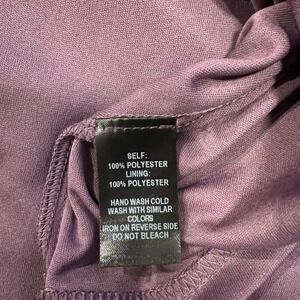 SELF:
100% POLYESTER
LINING:
100% POLYESTER
HAND WASH COLD
WASH WITH SIMILAR
COLORS
IRON ON REVERSE SIDE
DO NOT BLEACH